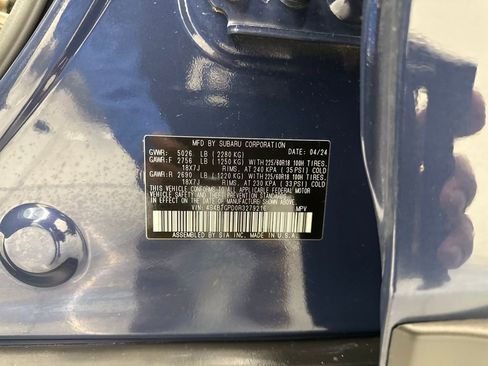 MFD BY SUBARU CORPORATION
GVWR: 5026 LB (2280 KG) DATE: 04/24
GAWR:F 2756 LB (1250 KG) WITH 225/60R18 100H TIRES,
18X7J RIMS, AT 240 KPA ( 35 PSI) COLD
GAWR:R 2690 LB (1220 KG) WITH 225/60R18 100H TIRES,
18X7J RIMS, AT 230 KPA ( 33 PSI) COLD
THIS VEHICLE CONFORMS TO ALL APPLICABLE FEDERAL MOTOR
VEHICLE SAFETY AND THEFT PREVENTION STANDARDS IN
EFFECT ON THE DATE OF MANUFACTURE SHOWN ABOVE.
VIN: 4S4BTGPD0R3279216 MPV
ASSEMBLED BY SIA INC. MADE IN U.S.A.